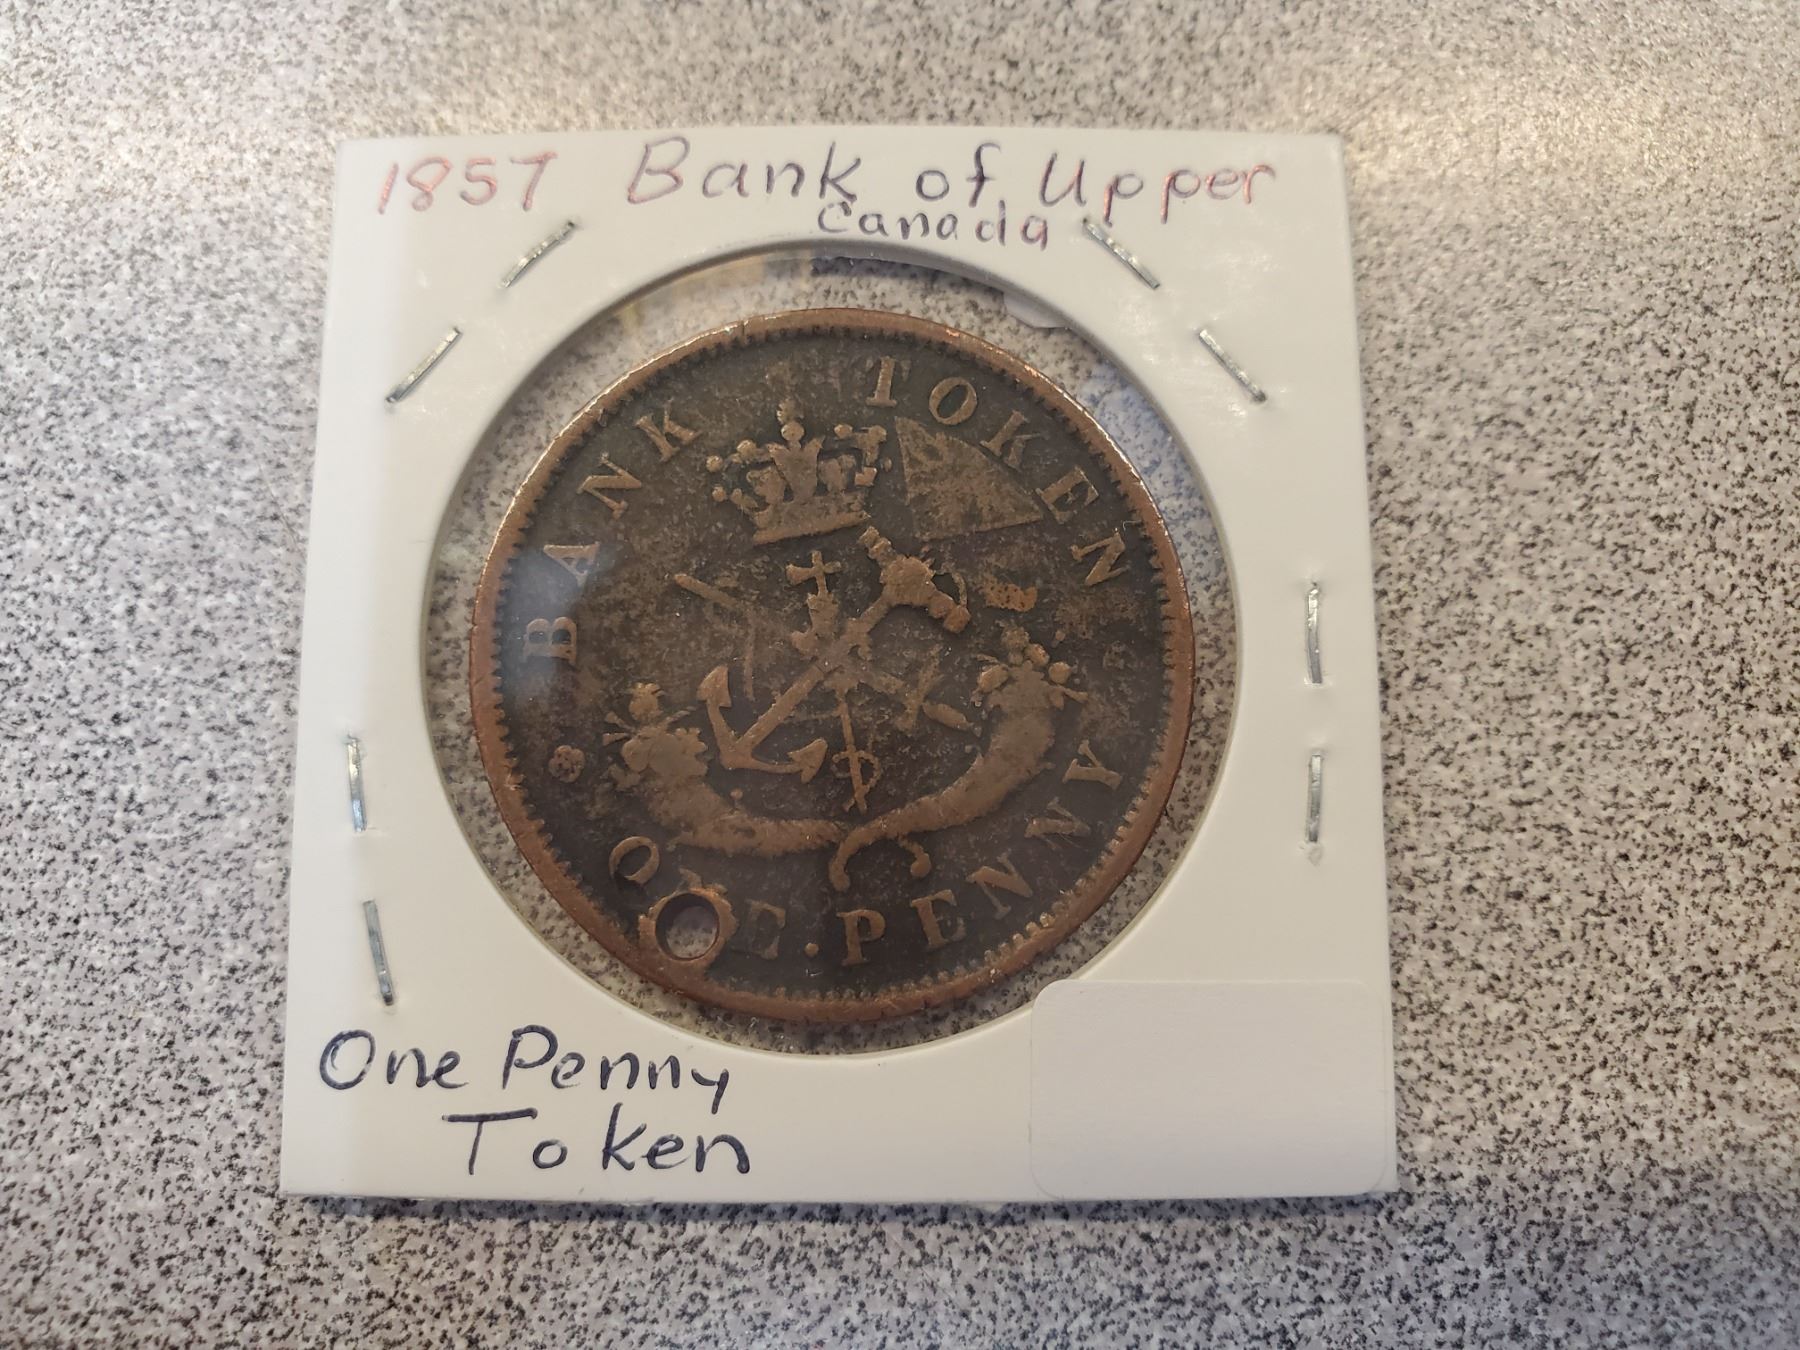 1857 Bank of Upper
Canada
BANK TOKEN
ONE . PENNY
One Penny
Token